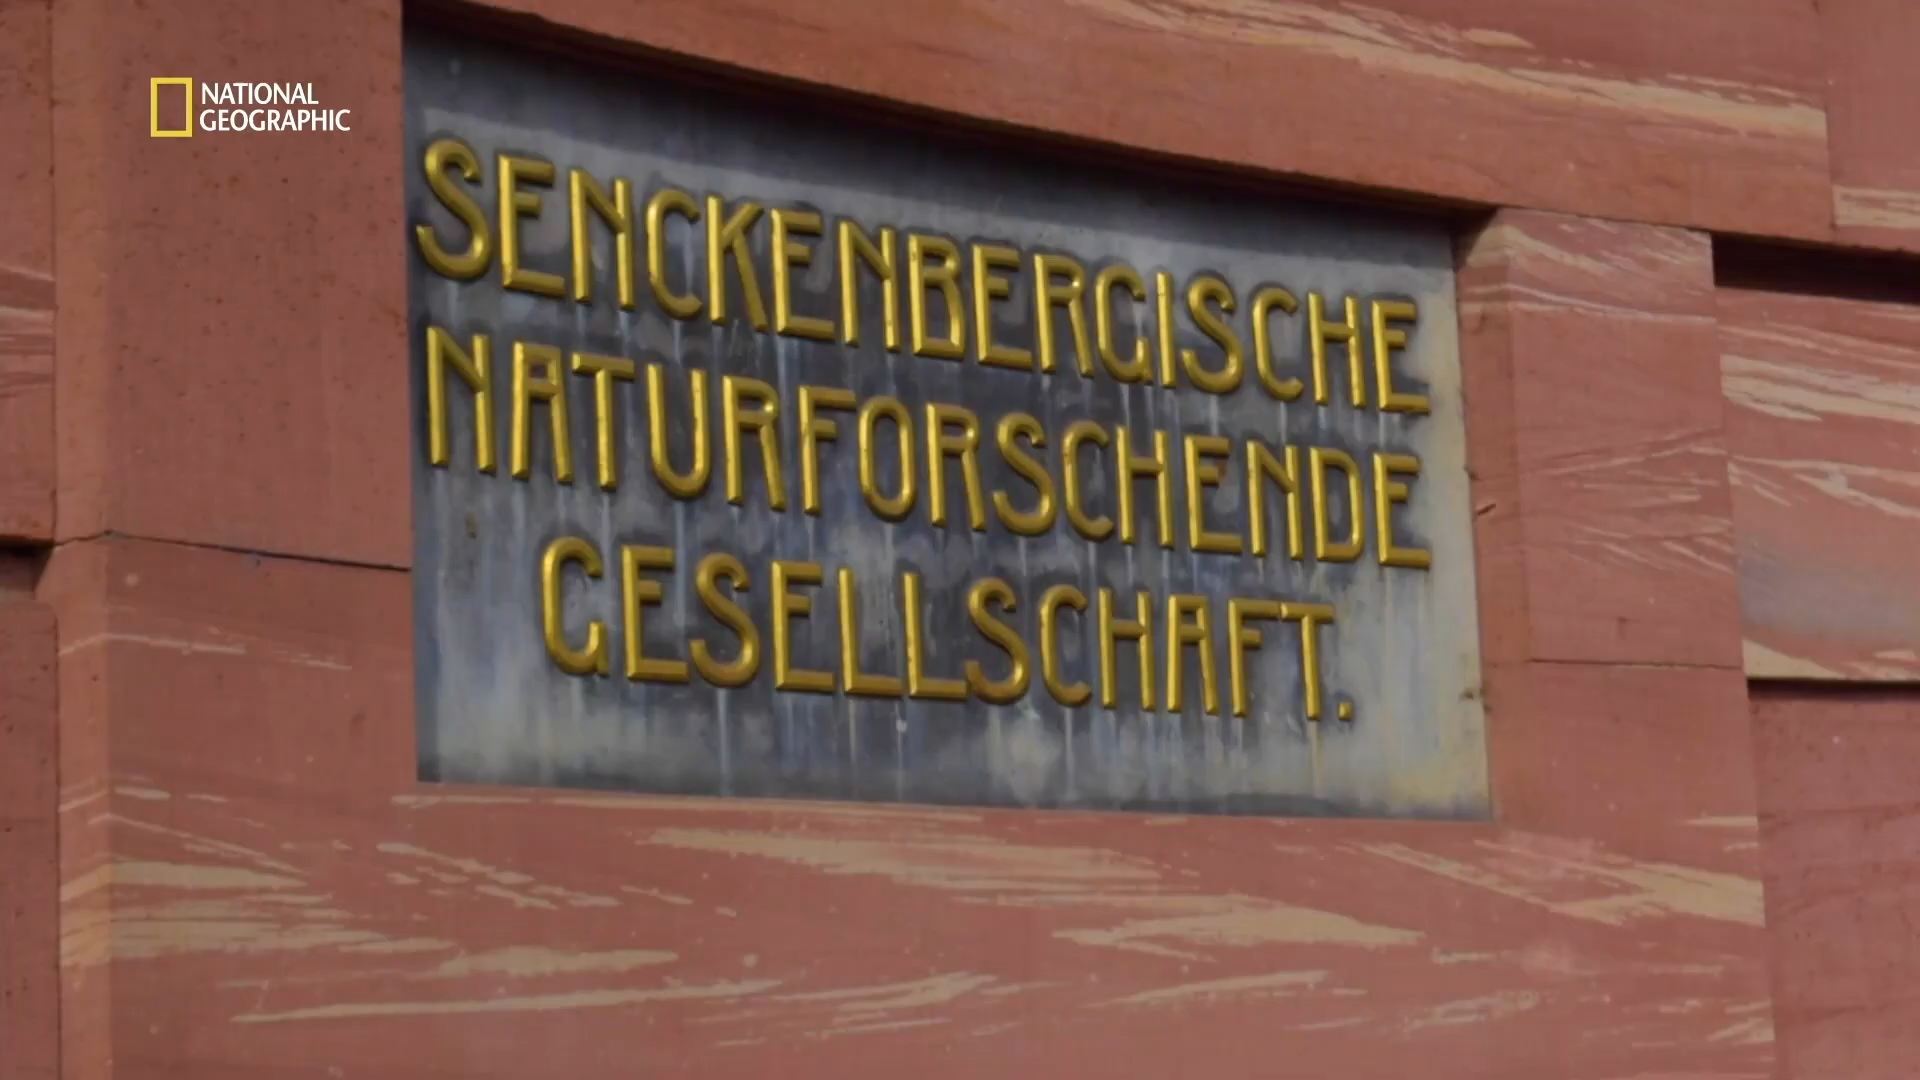 NATIONAL
GEOGRAPHIC
SENCKENBERGISCHE
NATURFORSCHENDE
GESELLSCHAFT.